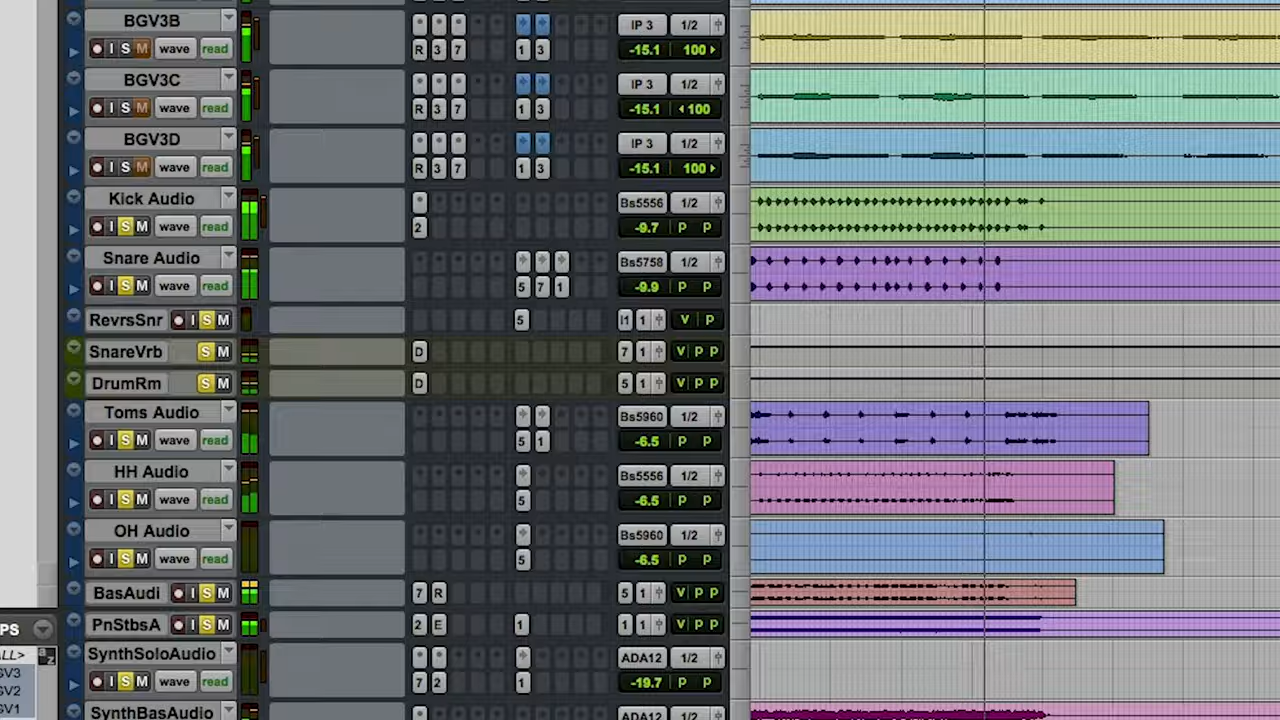 BGV3B IP 3 1/2
I S M wave read R 3 7 1 3 -15.1 100
BGV3C IP 3 1/2
I S M wave read R 3 7 1 3 -15.1 100
BGV3D IP 3 1/2
I S M wave read R 3 7 1 3 -15.1 100
Kick Audio Bs5556 1/2
I S M wave read 2 -9.7 P P
Snare Audio Bs5758 1/2
I S M wave read 5 7 1 -9.9 P P
RevrsSnr I S M 5 I1 1 V P
SnareVrb S M D 7 1 V P P
DrumRm S M D 5 1 V P P
Toms Audio Bs5960 1/2
I S M wave read 5 1 -6.5 P P
HH Audio Bs5556 1/2
I S M wave read 5 -6.5 P P
OH Audio Bs5960 1/2
I S M wave read 5 -6.5 P P
BasAudi I S M 7 R 5 1 V P P
PS PnStbsA I S M 2 E 1 1 1 V P P
LL> a z SynthSoloAudio ADA12 1/2
GV3 I S M wave read 7 2 1 -19.7 P P
GV2
GV1 SynthBasAudio ADA12 1/2